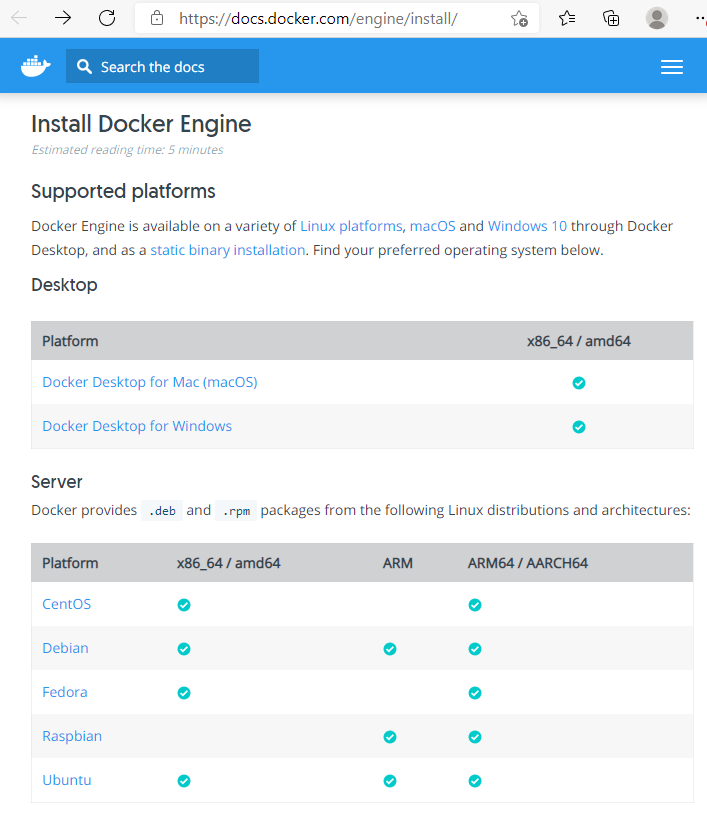 https://docs.docker.com/engine/install/
Search the docs
Install Docker Engine
Estimated reading time: 5 minutes
Supported platforms
Docker Engine is available on a variety of Linux platforms, macOS and Windows 10 through Docker
Desktop, and as a static binary installation. Find your preferred operating system below.
Desktop
Platform x86_64 / amd64
Docker Desktop for Mac (macOS)
Docker Desktop for Windows
Server
Docker provides .deb and .rpm packages from the following Linux distributions and architectures:
Platform x86_64 / amd64 ARM ARM64 / AARCH64
CentOS
Debian
Fedora
Raspbian
Ubuntu